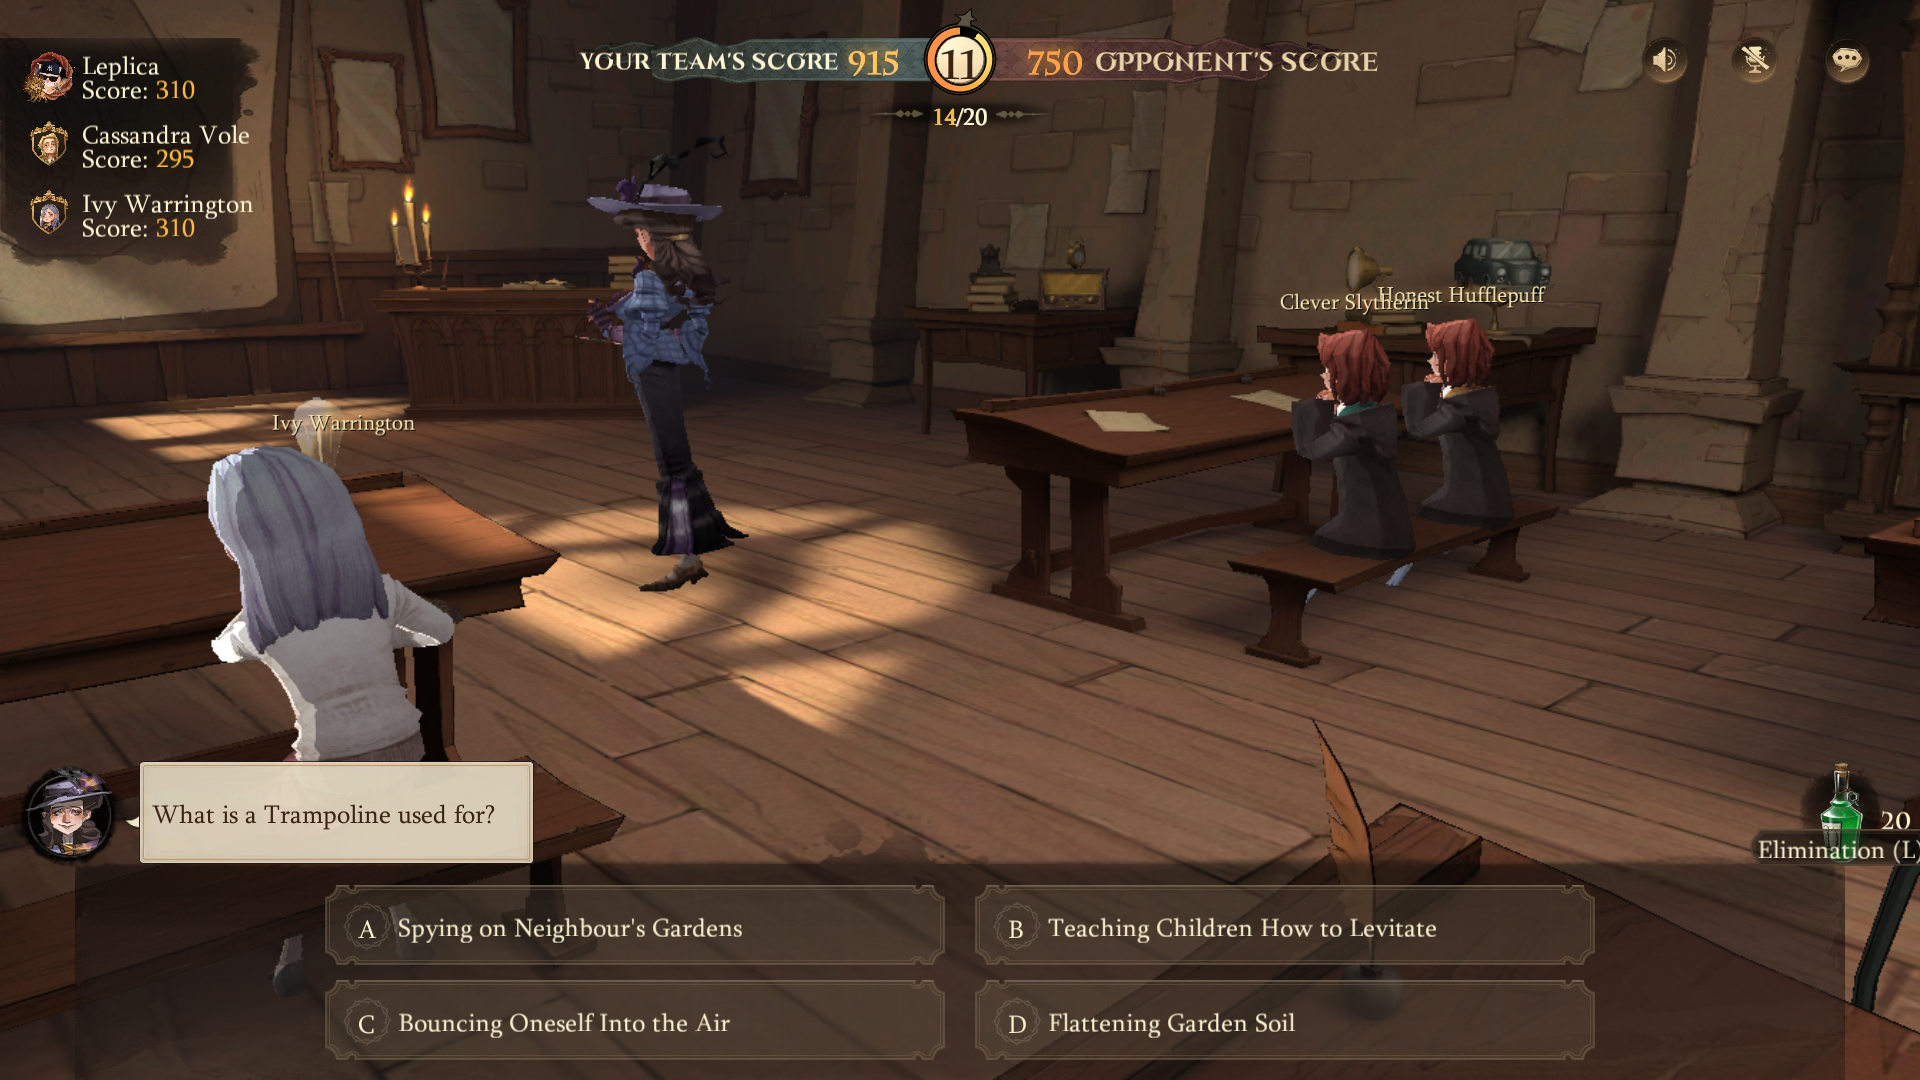 Leplica
Score: 310
Cassandra Vole
Score: 295
Ivy Warrington
Score: 310
YOUR TEAM'S SCORE 915
11
750 OPPONENT'S SCORE
14/20
Clever Slytherin
Honest Hufflepuff
Ivy Warrington
What is a Trampoline used for?
20
Elimination (L)
A Spying on Neighbour's Gardens
B Teaching Children How to Levitate
C Bouncing Oneself Into the Air
D Flattening Garden Soil